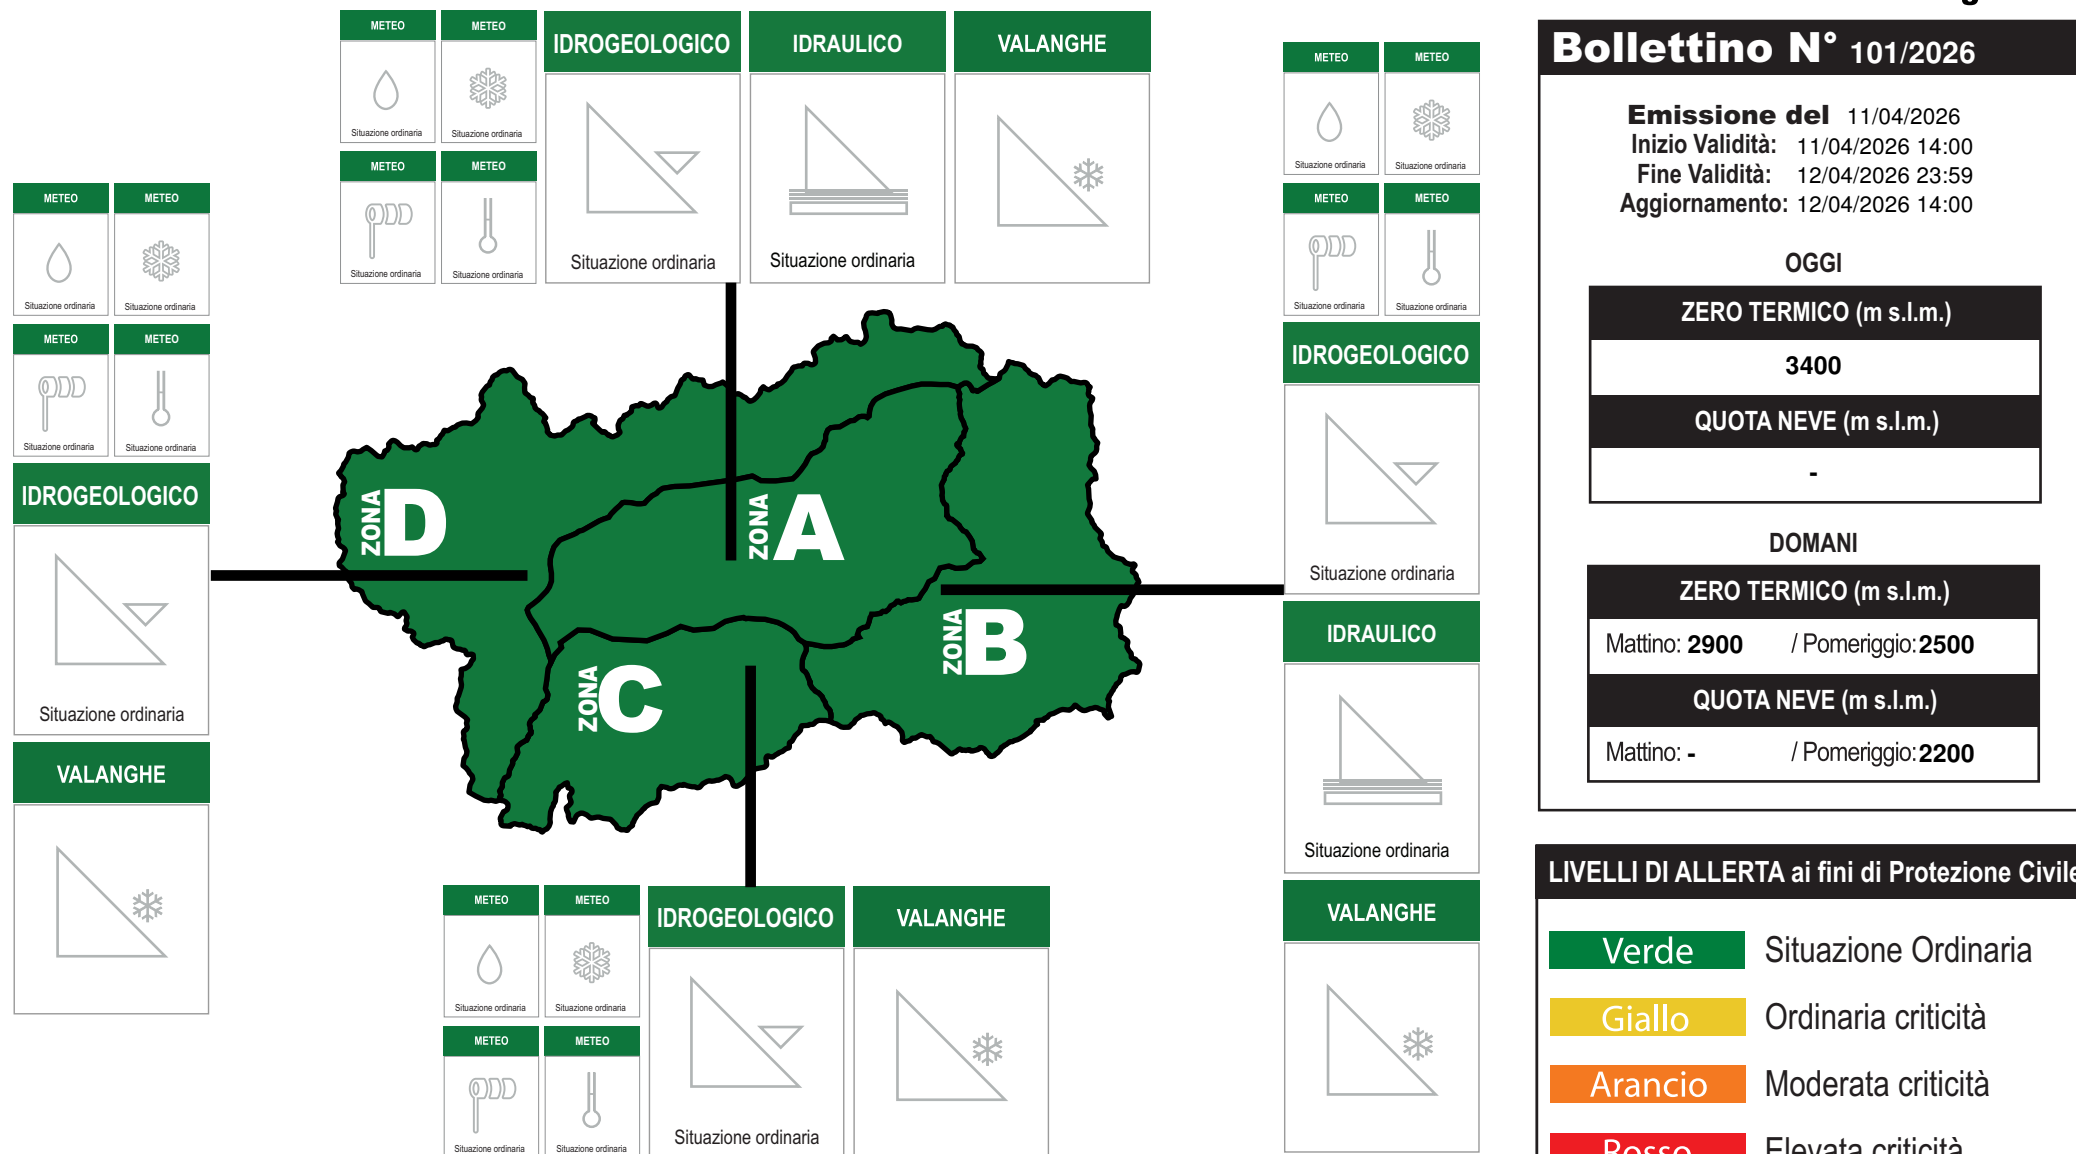 METEO METEO
Situazione ordinaria Situazione ordinaria
METEO METEO
Situazione ordinaria Situazione ordinaria
IDROGEOLOGICO
Situazione ordinaria
IDRAULICO
Situazione ordinaria
VALANGHE
METEO METEO
Situazione ordinaria Situazione ordinaria
METEO METEO
Situazione ordinaria Situazione ordinaria
IDROGEOLOGICO
Situazione ordinaria
VALANGHE
ZONA D
ZONA A
ZONA B
ZONA C
METEO METEO
Situazione ordinaria Situazione ordinaria
METEO METEO
Situazione ordinaria Situazione ordinaria
IDROGEOLOGICO
Situazione ordinaria
IDRAULICO
Situazione ordinaria
VALANGHE
METEO METEO
Situazione ordinaria Situazione ordinaria
METEO METEO
Situazione ordinaria Situazione ordinaria
IDROGEOLOGICO
Situazione ordinaria
VALANGHE
Bollettino N° 101/2026
Emissione del 11/04/2026
Inizio Validità: 11/04/2026 14:00
Fine Validità: 12/04/2026 23:59
Aggiornamento: 12/04/2026 14:00
OGGI
ZERO TERMICO (m s.l.m.)
3400
QUOTA NEVE (m s.l.m.)
-
DOMANI
ZERO TERMICO (m s.l.m.)
Mattino: 2900 / Pomeriggio: 2500
QUOTA NEVE (m s.l.m.)
Mattino: - / Pomeriggio: 2200
LIVELLI DI ALLERTA ai fini di Protezione Civile
Verde Situazione Ordinaria
Giallo Ordinaria criticità
Arancio Moderata criticità
Rosso Elevata criticità